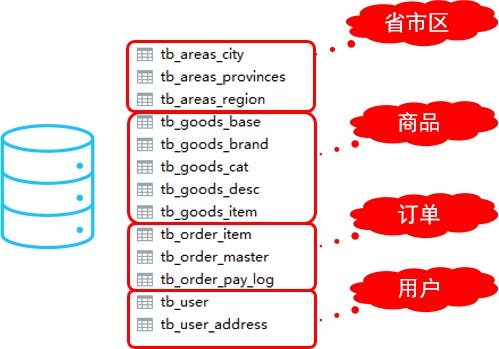 省市区
tb_areas_city
tb_areas_provinces
tb_areas_region
商品
tb_goods_base
tb_goods_brand
tb_goods_cat
tb_goods_desc
tb_goods_item
订单
tb_order_item
tb_order_master
tb_order_pay_log
用户
tb_user
tb_user_address